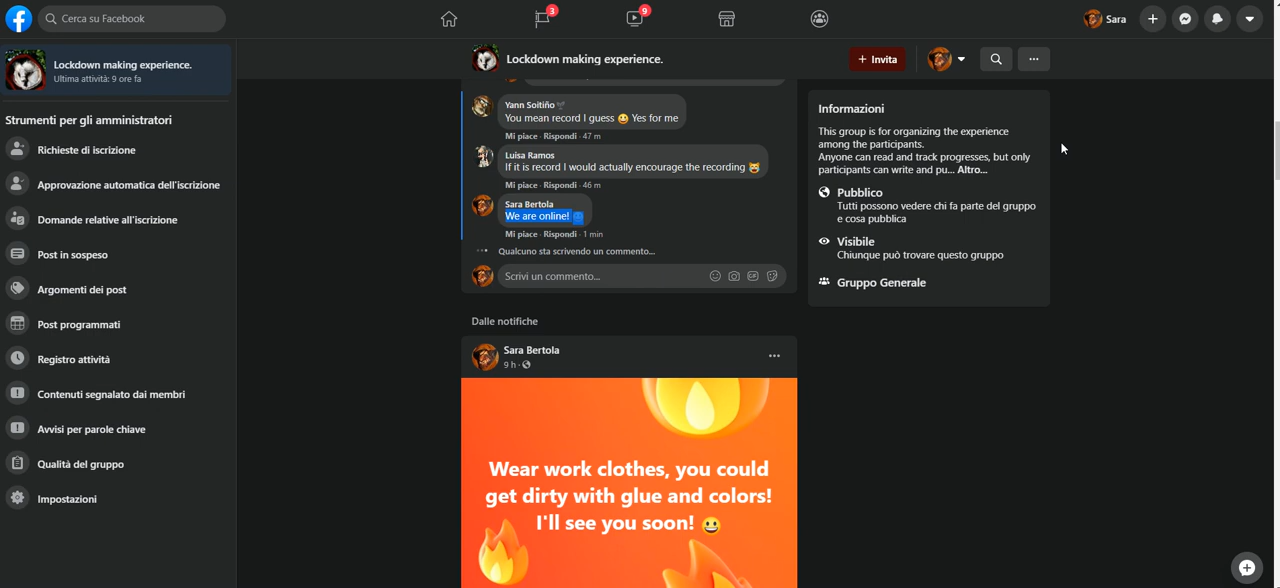 Cerca su Facebook
3
9
Sara
Lockdown making experience.
Ultima attività: 9 ore fa
Strumenti per gli amministratori
Richieste di iscrizione
Approvazione automatica dell'iscrizione
Domande relative all'iscrizione
Post in sospeso
Argomenti dei post
Post programmati
Registro attività
Contenuti segnalato dai membri
Avvisi per parole chiave
Qualità del gruppo
Impostazioni
Lockdown making experience.
+ Invita
Yann Soitiño
You mean record I guess 😃 Yes for me
Mi piace · Rispondi · 47 m
Luisa Ramos
If it is record I would actually encourage the recording 😸
Mi piace · Rispondi · 46 m
Sara Bertola
We are online!
Mi piace · Rispondi · 1 min
Qualcuno sta scrivendo un commento...
Scrivi un commento...
GIF
Dalle notifiche
Sara Bertola
9 h ·
Wear work clothes, you could
get dirty with glue and colors!
I'll see you soon! 😃
Informazioni
This group is for organizing the experience
among the participants.
Anyone can read and track progresses, but only
participants can write and pu... Altro...
Pubblico
Tutti possono vedere chi fa parte del gruppo
e cosa pubblica
Visibile
Chiunque può trovare questo gruppo
Gruppo Generale